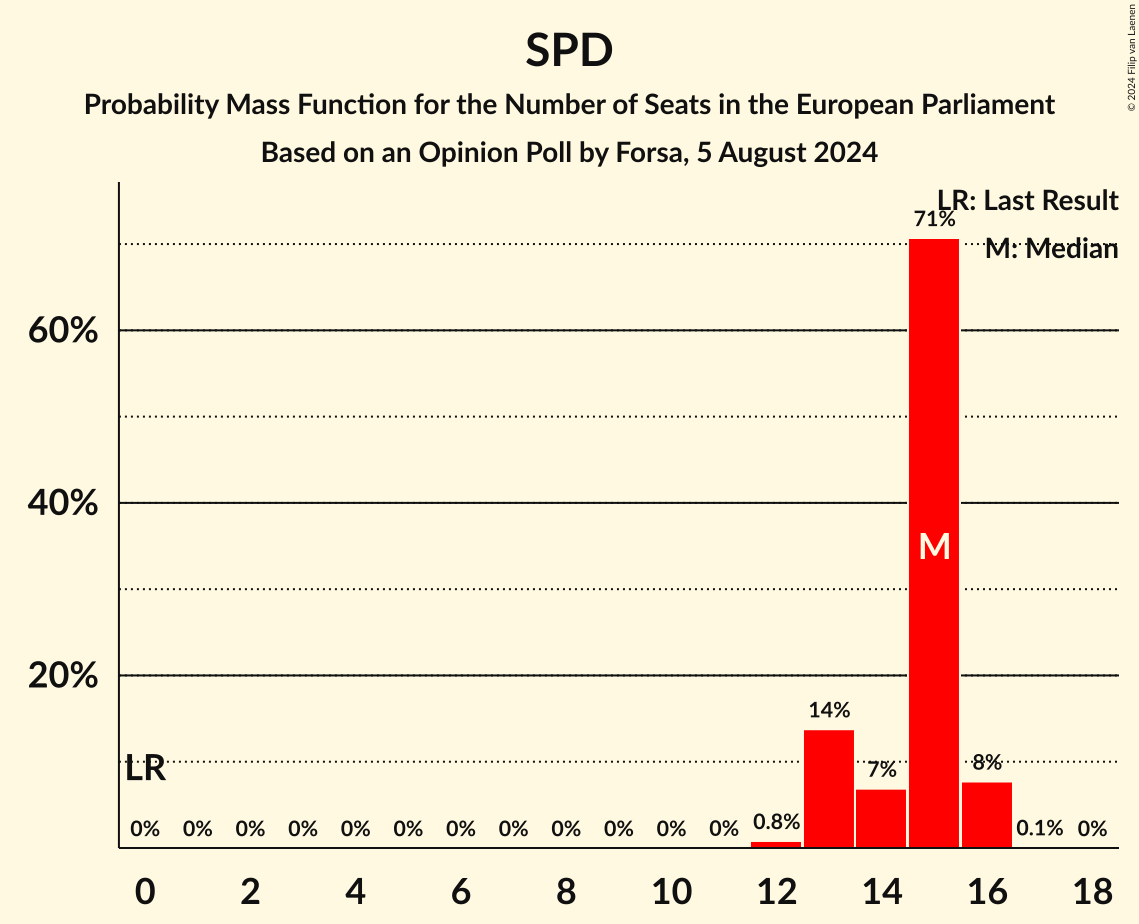 SPD
Probability Mass Function for the Number of Seats in the European Parliament
Based on an Opinion Poll by Forsa, 5 August 2024
© 2024 Filip van Laenen
LR: Last Result
M: Median
60%
40%
20%
LR
M
0% 0% 0% 0% 0% 0% 0% 0% 0% 0% 0% 0% 0.8% 14% 7% 71% 8% 0.1% 0%
0 2 4 6 8 10 12 14 16 18